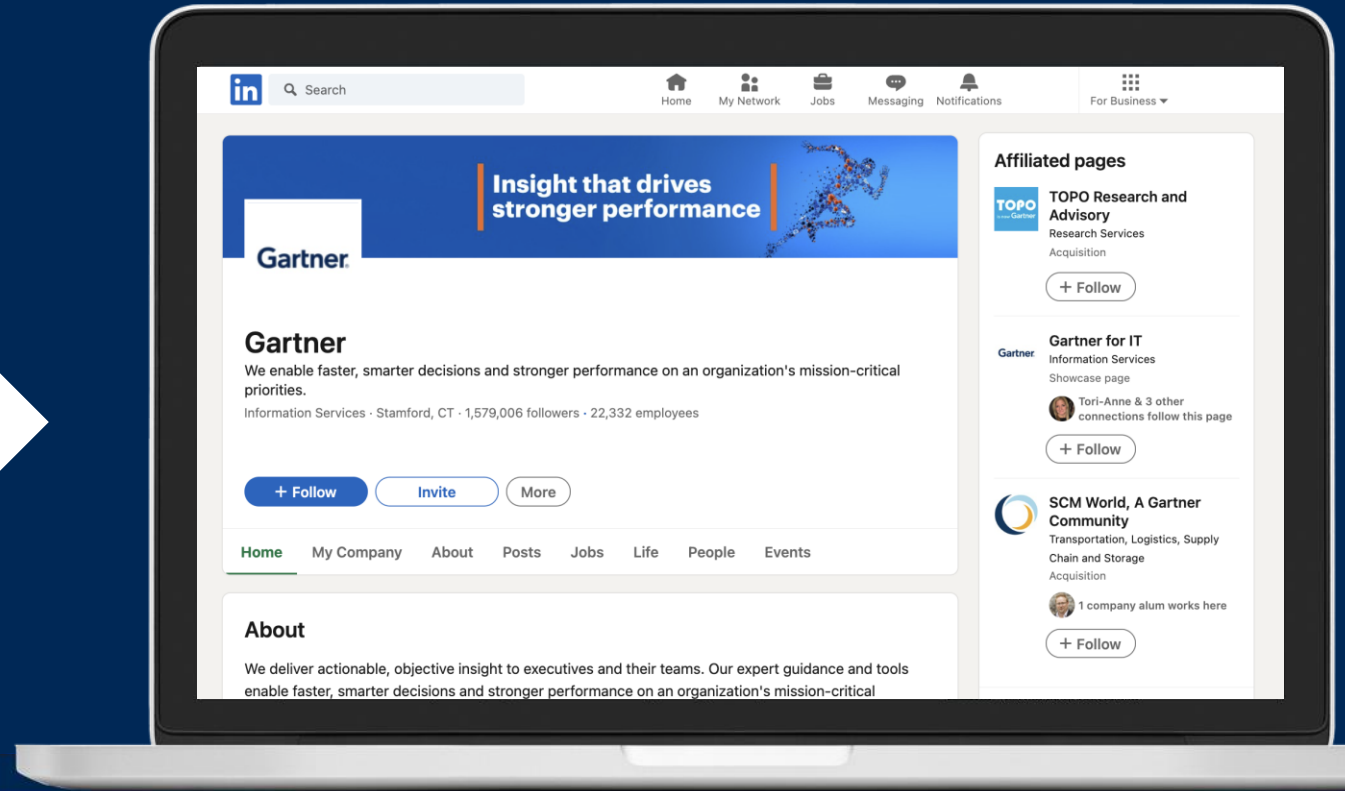 in
Search
Home
My Network
Jobs
Messaging
Notifications
For Business
Insight that drives
stronger performance
Gartner
Gartner
We enable faster, smarter decisions and stronger performance on an organization's mission-critical
priorities.
Information Services · Stamford, CT · 1,579,006 followers · 22,332 employees
+ Follow
Invite
More
Home
My Company
About
Posts
Jobs
Life
People
Events
About
We deliver actionable, objective insight to executives and their teams. Our expert guidance and tools
enable faster, smarter decisions and stronger performance on an organization's mission-critical
Affiliated pages
TOPO
TOPO Research and
Advisory
Research Services
Acquisition
+ Follow
Gartner
Gartner for IT
Information Services
Showcase page
Tori-Anne & 3 other
connections follow this page
+ Follow
SCM World, A Gartner
Community
Transportation, Logistics, Supply
Chain and Storage
Acquisition
1 company alum works here
+ Follow